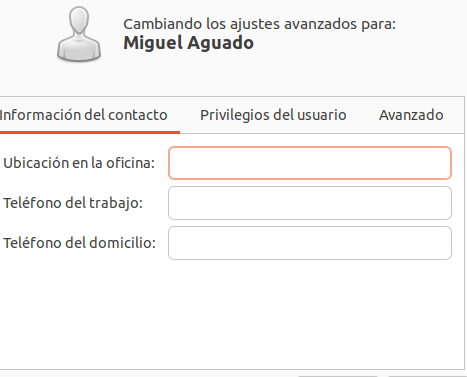 Cambiando los ajustes avanzados para:
Miguel Aguado
Información del contacto Privilegios del usuario Avanzado
Ubicación en la oficina:
Teléfono del trabajo:
Teléfono del domicilio: